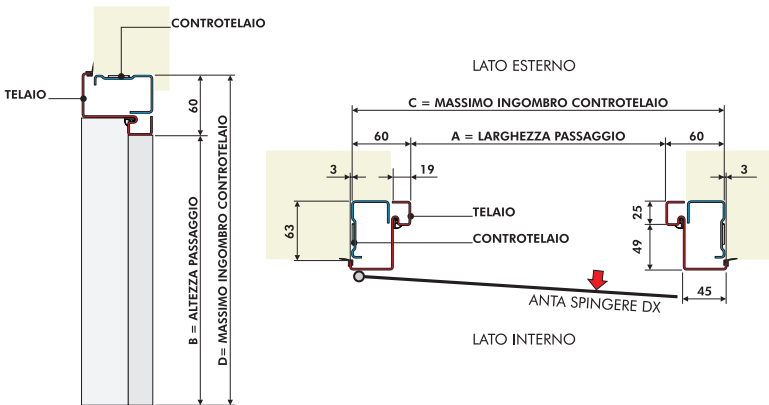 CONTROTELAIO
TELAIO
60
B = ALTEZZA PASSAGGIO
D= MASSIMO INGOMBRO CONTROTELAIO
LATO ESTERNO
C = MASSIMO INGOMBRO CONTROTELAIO
60
A = LARGHEZZA PASSAGGIO
60
3
19
3
63
TELAIO
CONTROTELAIO
25
49
45
ANTA SPINGERE DX
LATO INTERNO